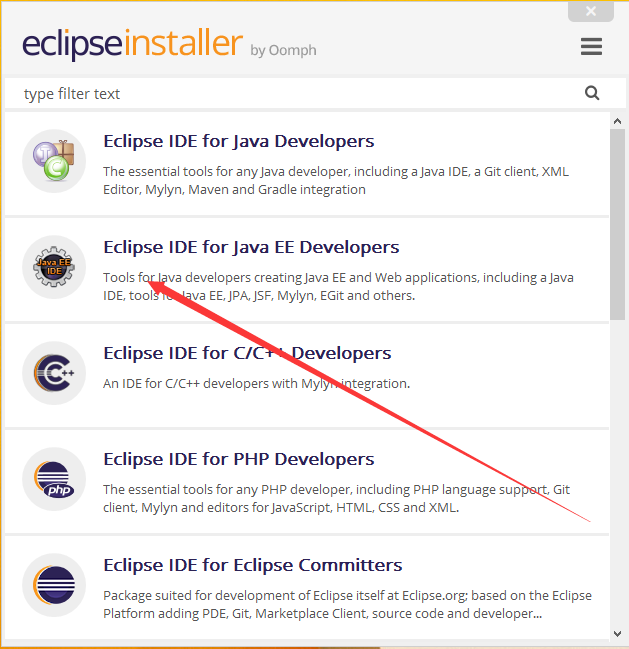 eclipseinstaller by Oomph
type filter text
Eclipse IDE for Java Developers
The essential tools for any Java developer, including a Java IDE, a Git client, XML
Editor, Mylyn, Maven and Gradle integration
Java EE
IDE
Eclipse IDE for Java EE Developers
Tools for Java developers creating Java EE and Web applications, including a Java
IDE, tools for Java EE, JPA, JSF, Mylyn, EGit and others.
C++
Eclipse IDE for C/C++ Developers
An IDE for C/C++ developers with Mylyn integration.
php
Eclipse IDE for PHP Developers
The essential tools for any PHP developer, including PHP language support, Git
client, Mylyn and editors for JavaScript, HTML, CSS and XML.
Eclipse IDE for Eclipse Committers
Package suited for development of Eclipse itself at Eclipse.org; based on the Eclipse
Platform adding PDE, Git, Marketplace Client, source code and developer...